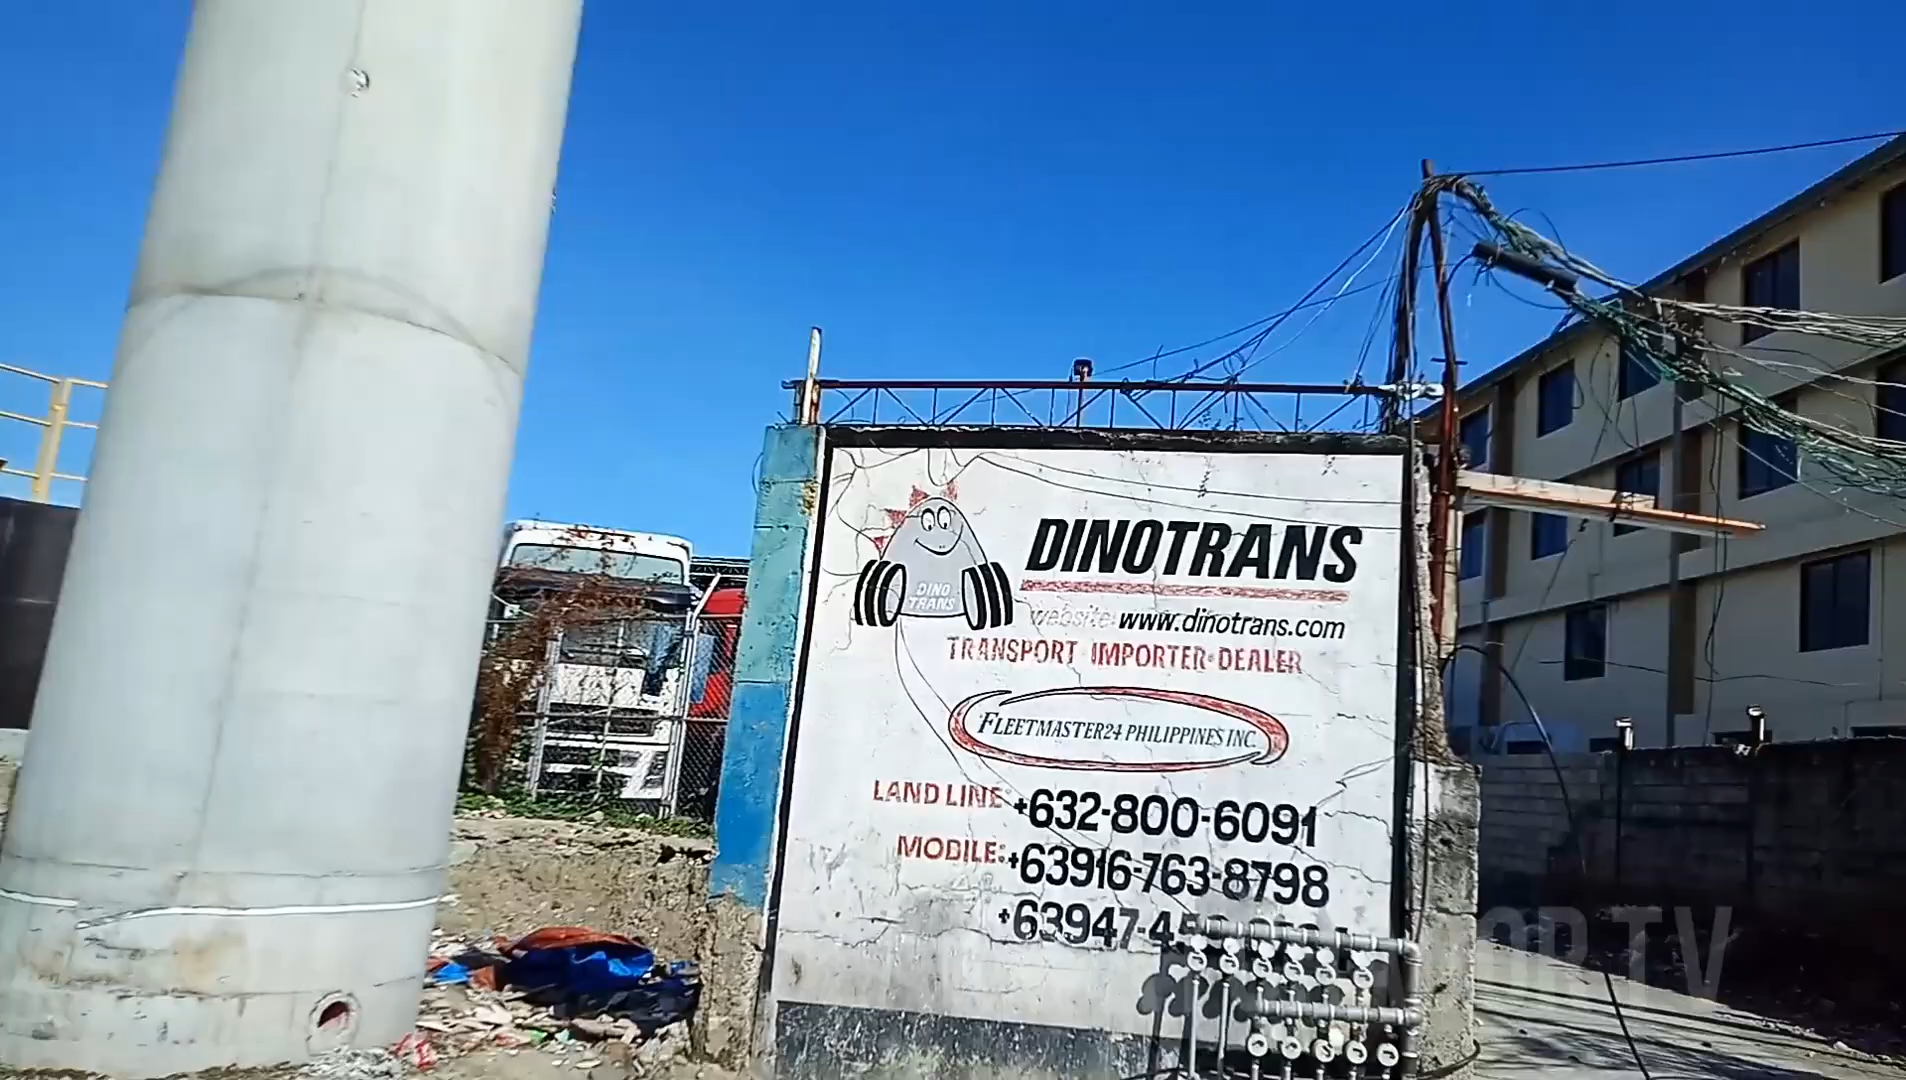 DINOTRANS
DINO
TRANS
website: www.dinotrans.com
TRANSPORT • IMPORTER • DEALER
FLEETMASTER24 PHILIPPINES INC.
LAND LINE: +632-800-6091
MOBILE: +63916-763-8798
TV